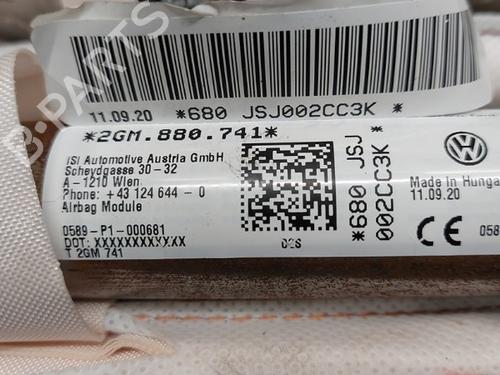 B-PARTS
11.09.20 *680 JSJ002CC3K *
*2GM.880.741*
iSi Automotive Austria GmbH
Scheydgasse 30 - 32
A - 1210 Wien
Phone: +43 124 644 - 0
Airbag Module
0589-P1-000681
DOT: XXXXXXXXXXXX
T 2GM 741
*680 JSJ
002CC3K *
Made in Hunga
11.09.20
CE 0589